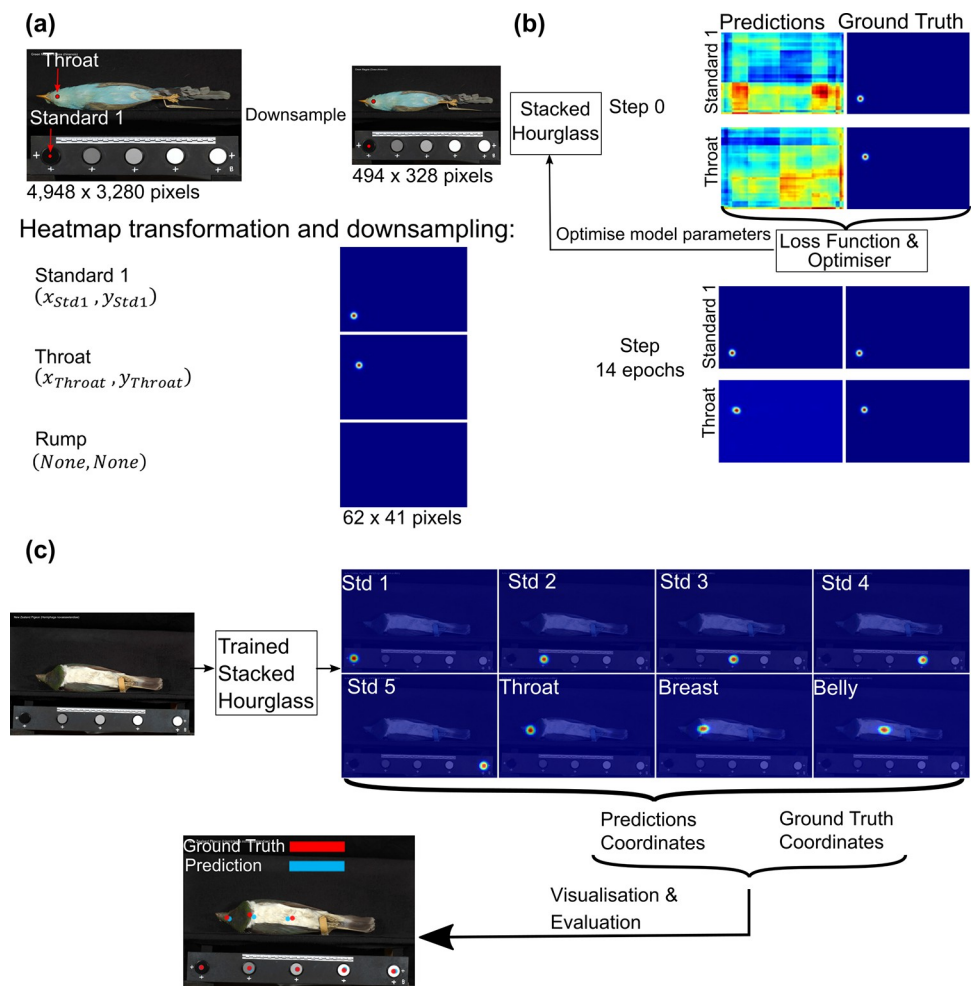 (a)
Throat
Standard 1
4,948 x 3,280 pixels
Downsample
494 x 328 pixels
Heatmap transformation and downsampling:
Standard 1
(x_Std1 , y_Std1)
Throat
(x_Throat , y_Throat)
Rump
(None, None)
62 x 41 pixels
(b)
Predictions
Ground Truth
Stacked
Hourglass
Step 0
Standard 1
Throat
Optimise model parameters
Loss Function &
Optimiser
Step
14 epochs
Standard 1
Throat
(c)
Trained
Stacked
Hourglass
Std 1
Std 2
Std 3
Std 4
Std 5
Throat
Breast
Belly
Predictions
Coordinates
Ground Truth
Coordinates
Visualisation &
Evaluation
Ground Truth
Prediction